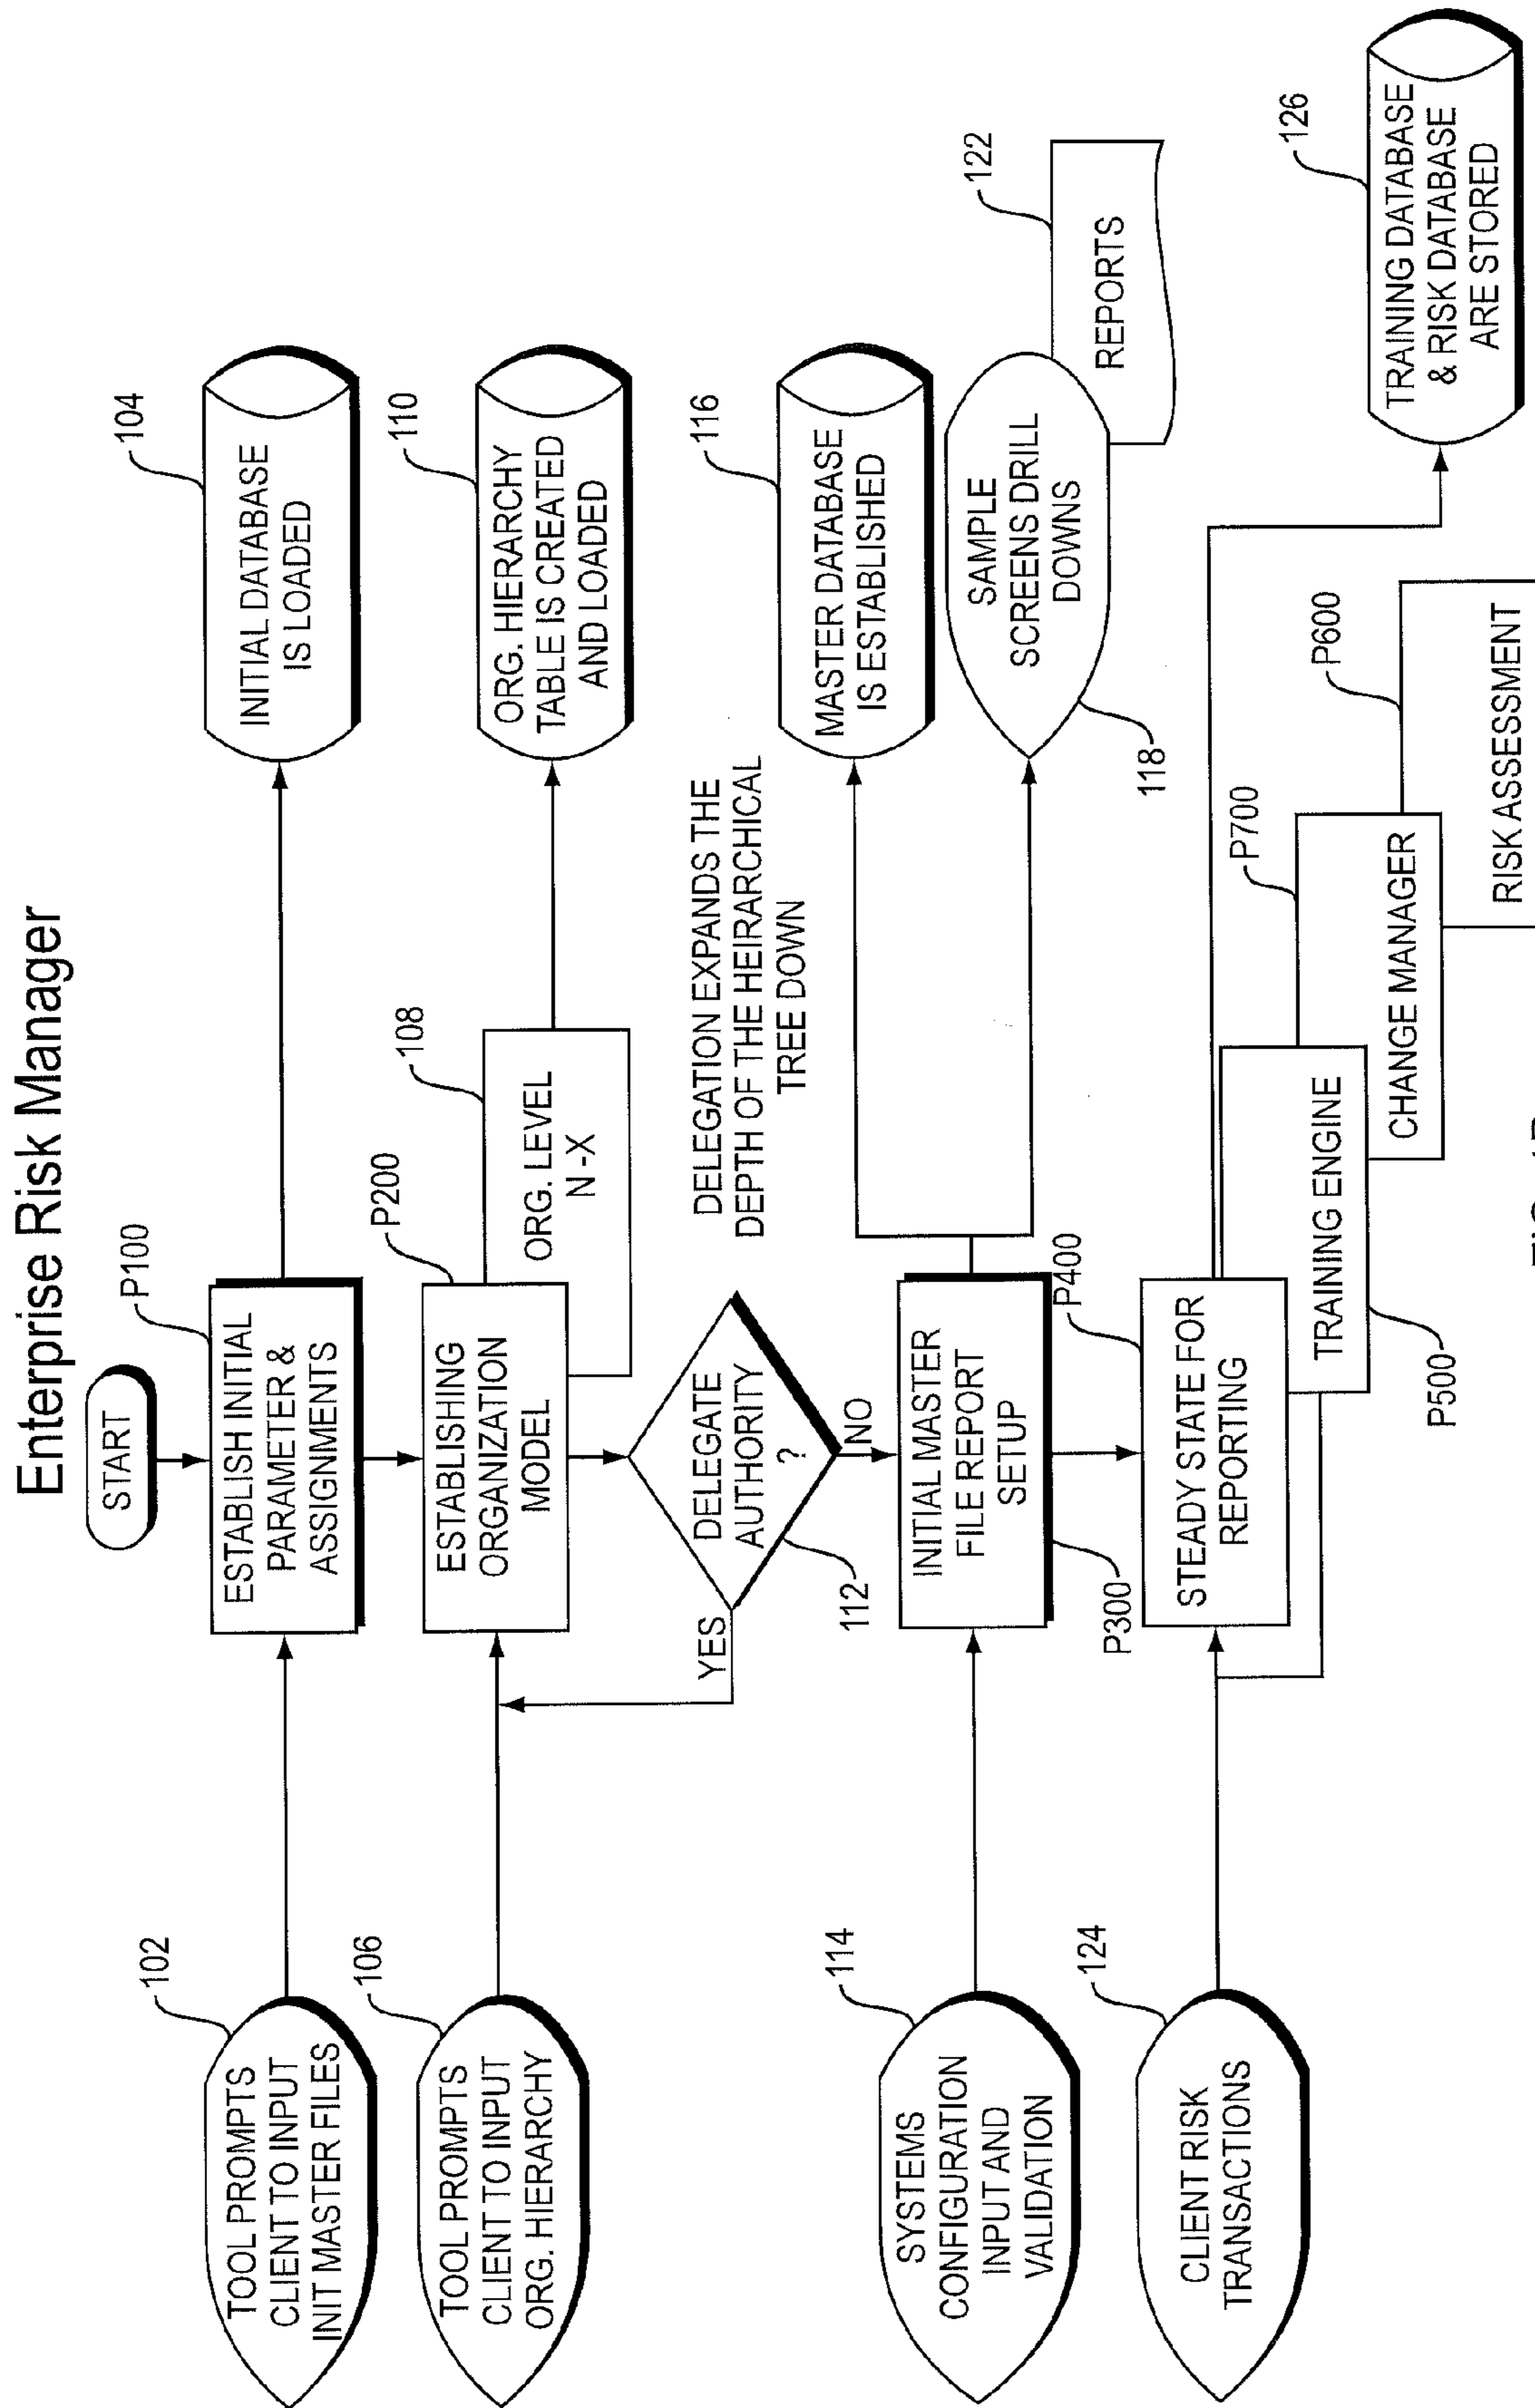 Enterprise Risk Manager
START
102
TOOL PROMPTS
CLIENT TO INPUT
INIT MASTER FILES
P100
ESTABLISH INITIAL
PARAMETER &
ASSIGNMENTS
104
INITIAL DATABASE
IS LOADED
106
TOOL PROMPTS
CLIENT TO INPUT
ORG. HIERARCHY
P200
ESTABLISHING
ORGANIZATION
MODEL
108
ORG. LEVEL
N -X
110
ORG. HIERARCHY
TABLE IS CREATED
AND LOADED
YES
DELEGATE
AUTHORITY
?
112
NO
DELEGATION EXPANDS THE
DEPTH OF THE HEIRARCHICAL
TREE DOWN
114
SYSTEMS
CONFIGURATION
INPUT AND
VALIDATION
INITIAL MASTER
FILE REPORT
SETUP
P300
116
MASTER DATABASE
IS ESTABLISHED
SAMPLE
SCREENS DRILL
DOWNS
118
122
REPORTS
124
CLIENT RISK
TRANSACTIONS
P400
STEADY STATE FOR
REPORTING
TRAINING ENGINE
P500
P700
CHANGE MANAGER
P600
RISK ASSESSMENT
126
TRAINING DATABASE
& RISK DATABASE
ARE STORED